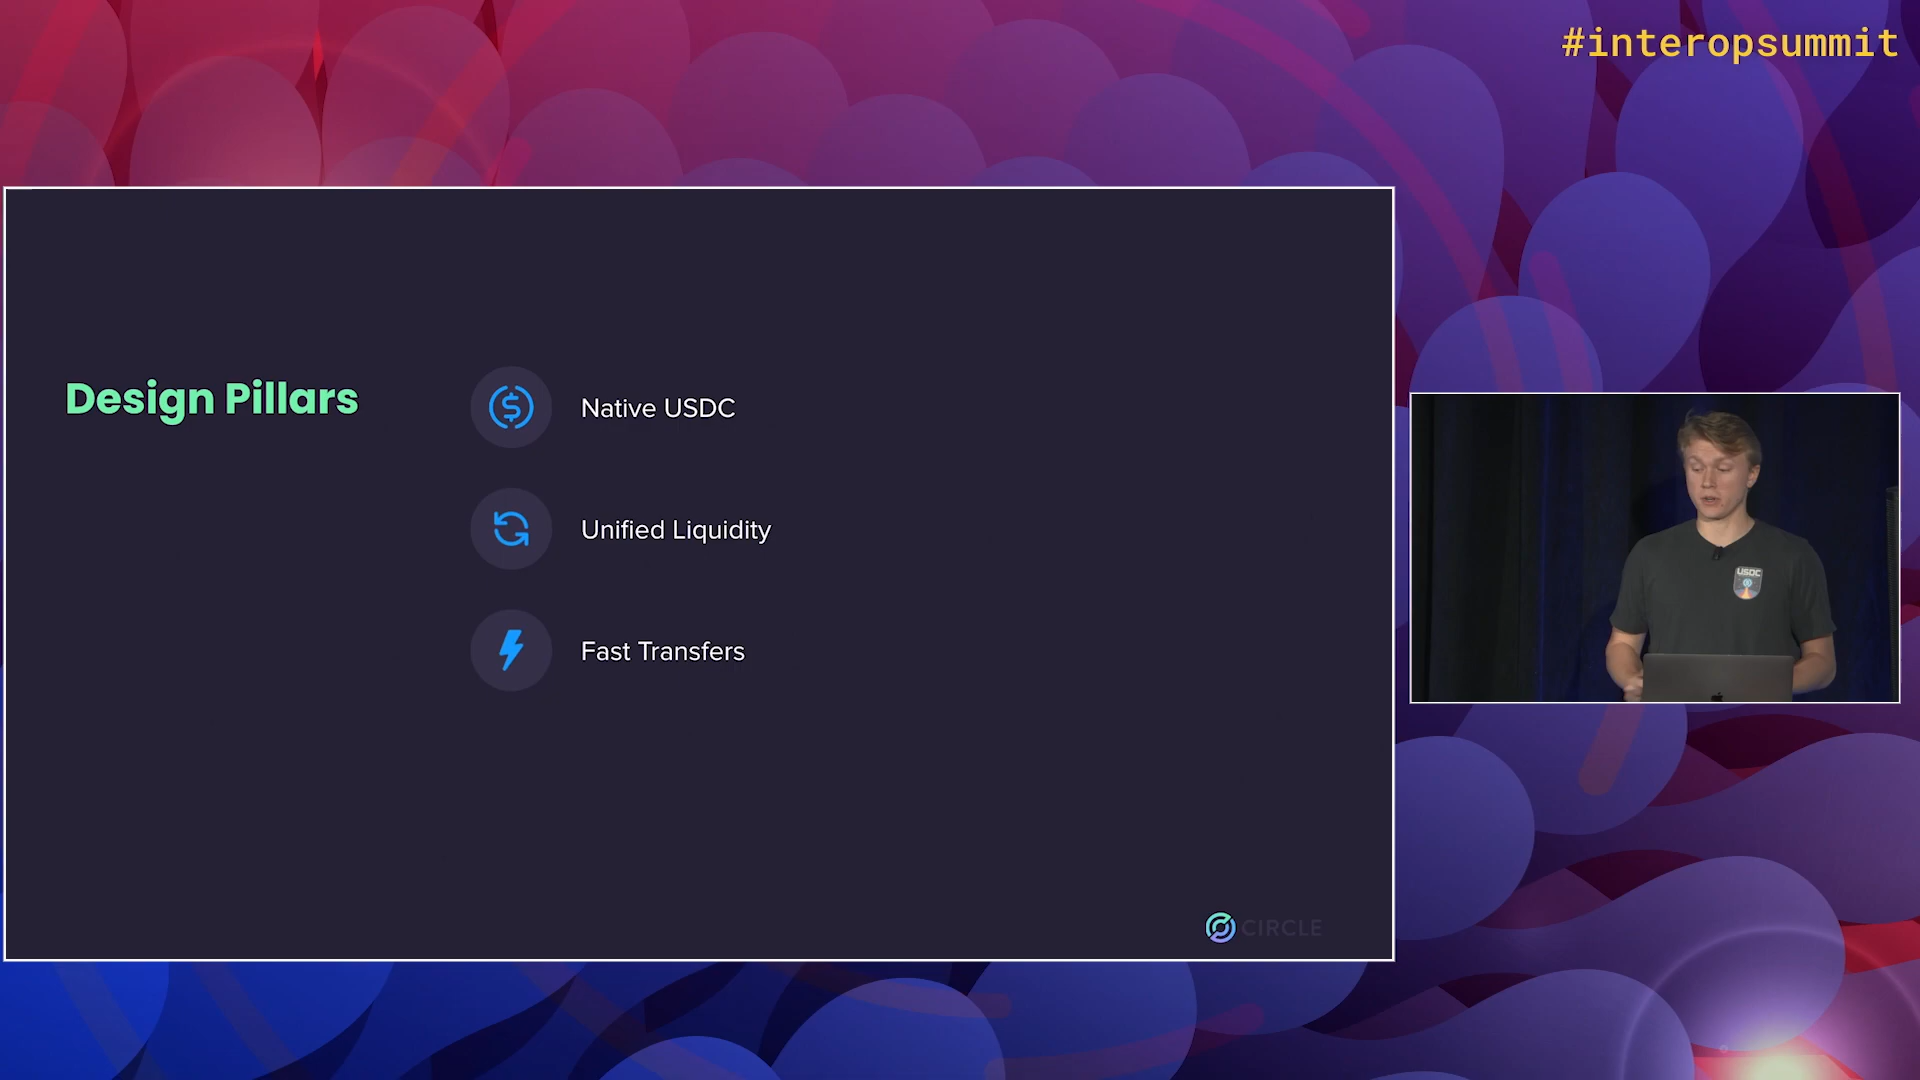 #interopsummit
Design Pillars
Native USDC
Unified Liquidity
Fast Transfers
CIRCLE
USDC